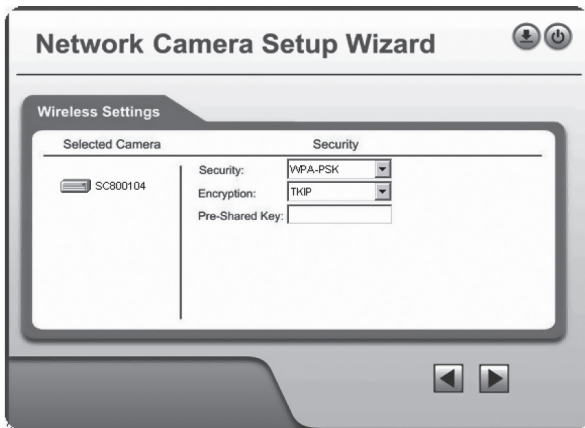 Network Camera Setup Wizard
Wireless Settings
Selected Camera
Security
SC800104
Security: WPA-PSK
Encryption: TKIP
Pre-Shared Key: